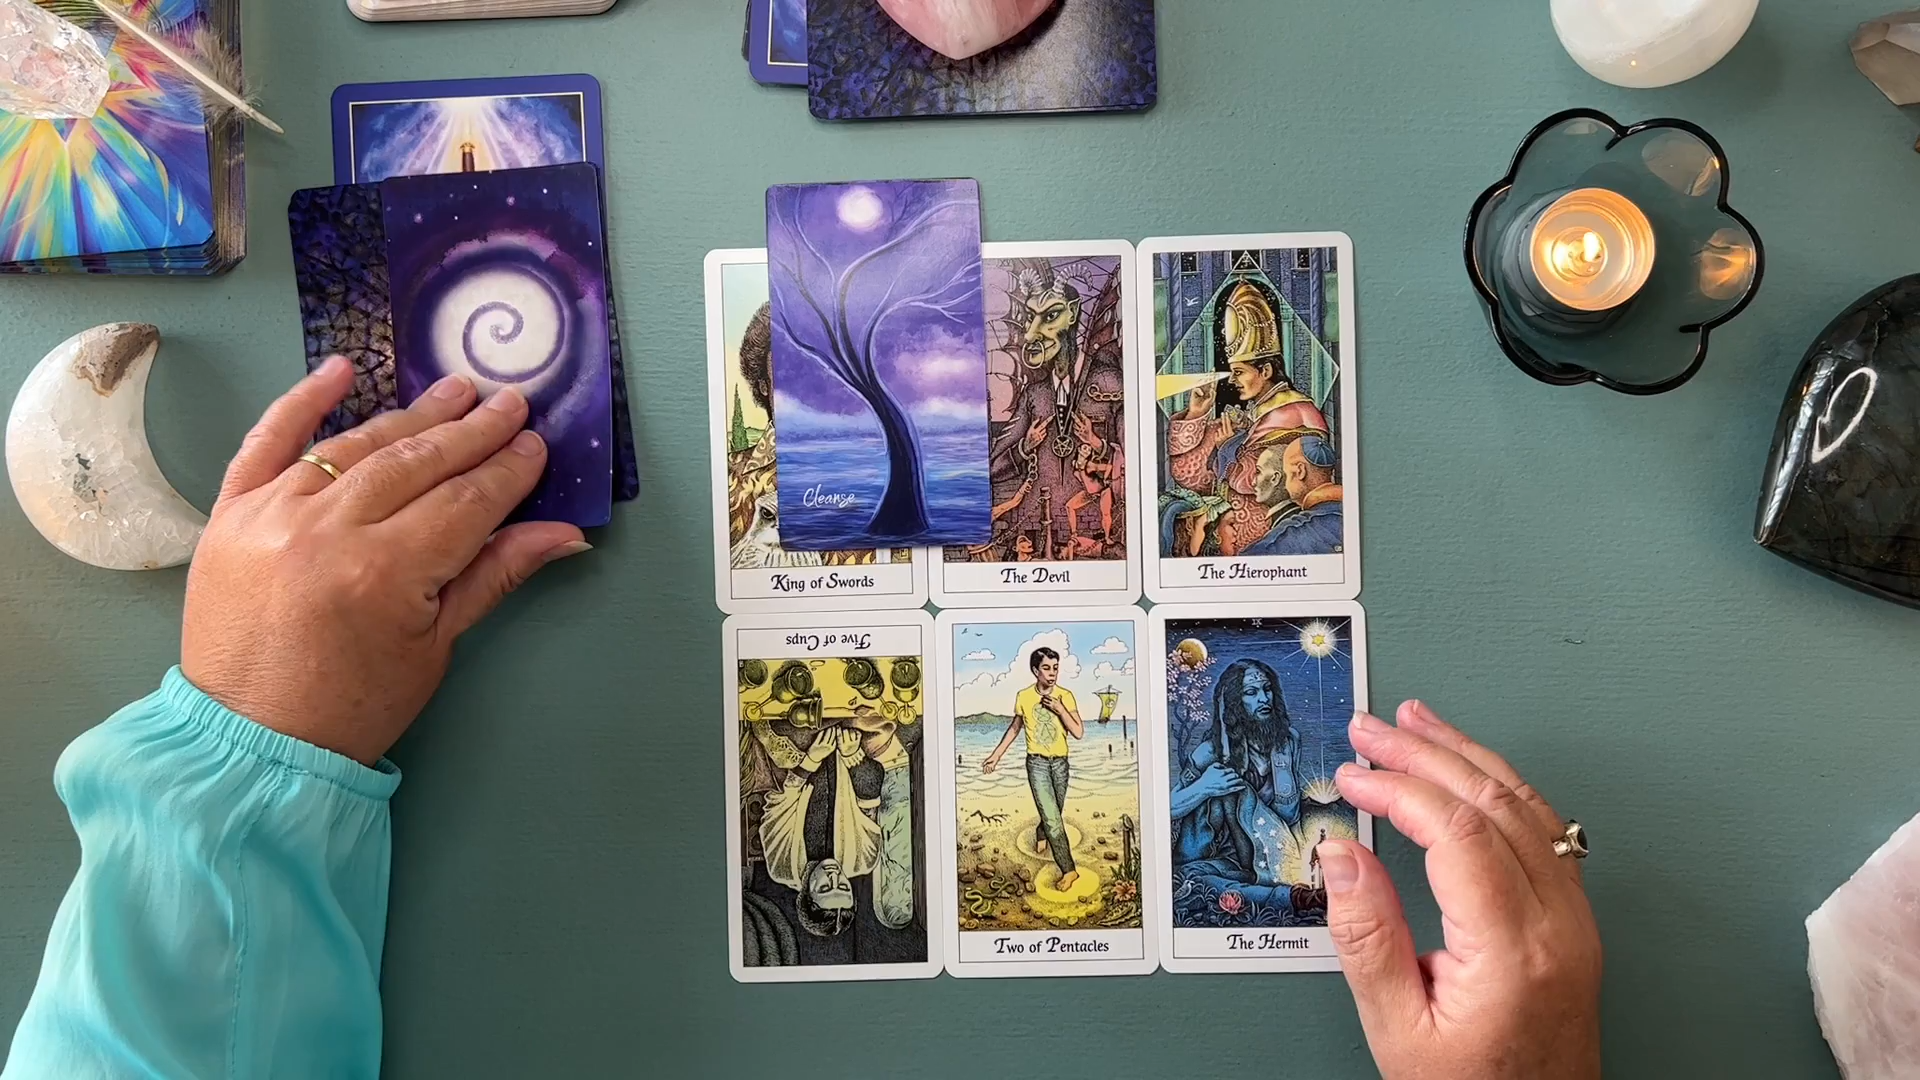 Cleanse
King of Swords
The Devil
The Hierophant
Five of Cups
Two of Pentacles
The Hermit